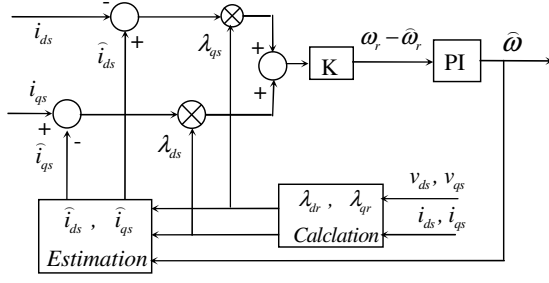 i_ds
-
+
î_ds
λ_qs
+
+
K
ω_r − ω̂_r
PI
ω̂
i_qs
+
î_qs
-
λ_ds
v_ds, v_qs
î_ds , î_qs
Estimation
λ_dr , λ_qr
Calclation
i_ds, i_qs